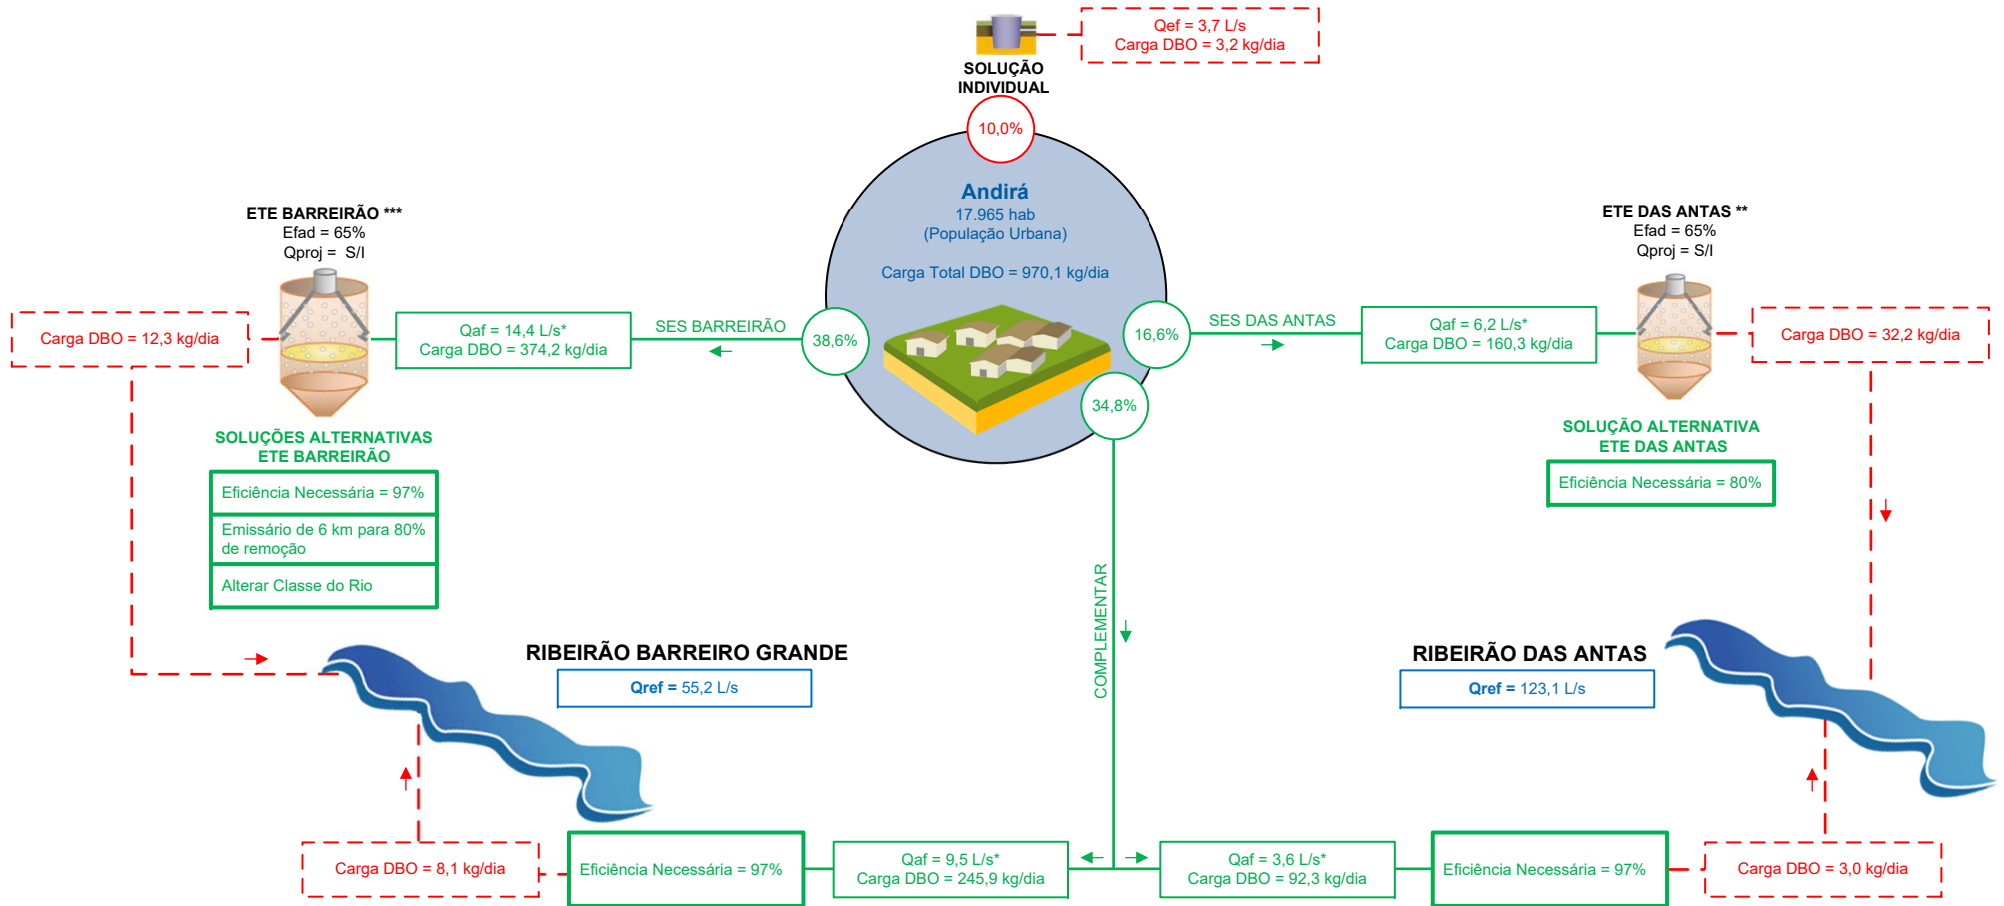 Qef = 3,7 L/s
Carga DBO = 3,2 kg/dia
SOLUÇÃO
INDIVIDUAL
10,0%
Andirá
17.965 hab
(População Urbana)
Carga Total DBO = 970,1 kg/dia
ETE BARREIRÃO ***
Efad = 65%
Qproj = S/I
Carga DBO = 12,3 kg/dia
Qaf = 14,4 L/s*
Carga DBO = 374,2 kg/dia
SES BARREIRÃO
38,6%
16,6%
SES DAS ANTAS
Qaf = 6,2 L/s*
Carga DBO = 160,3 kg/dia
ETE DAS ANTAS **
Efad = 65%
Qproj = S/I
Carga DBO = 32,2 kg/dia
34,8%
SOLUÇÕES ALTERNATIVAS
ETE BARREIRÃO
Eficiência Necessária = 97%
Emissário de 6 km para 80%
de remoção
Alterar Classe do Rio
SOLUÇÃO ALTERNATIVA
ETE DAS ANTAS
Eficiência Necessária = 80%
COMPLEMENTAR
RIBEIRÃO BARREIRO GRANDE
Qref = 55,2 L/s
RIBEIRÃO DAS ANTAS
Qref = 123,1 L/s
Carga DBO = 8,1 kg/dia
Eficiência Necessária = 97%
Qaf = 9,5 L/s*
Carga DBO = 245,9 kg/dia
Qaf = 3,6 L/s*
Carga DBO = 92,3 kg/dia
Eficiência Necessária = 97%
Carga DBO = 3,0 kg/dia